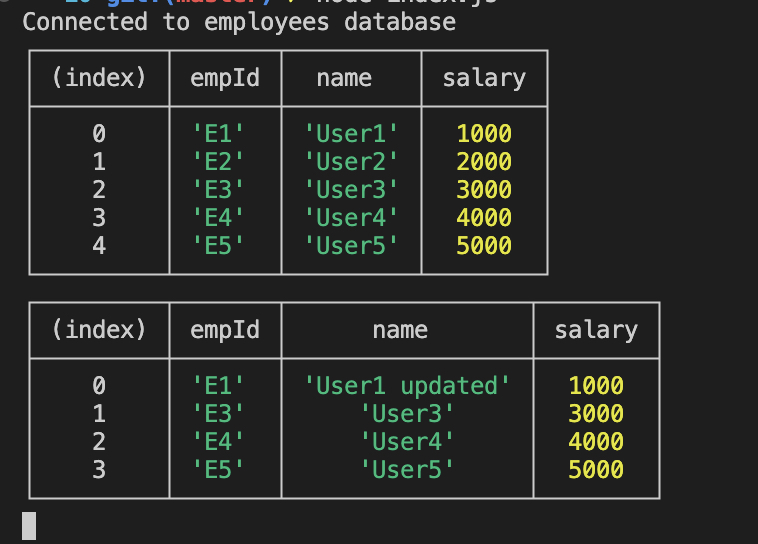 Connected to employees database
(index) empId name salary
0 'E1' 'User1' 1000
1 'E2' 'User2' 2000
2 'E3' 'User3' 3000
3 'E4' 'User4' 4000
4 'E5' 'User5' 5000
(index) empId name salary
0 'E1' 'User1 updated' 1000
1 'E3' 'User3' 3000
2 'E4' 'User4' 4000
3 'E5' 'User5' 5000